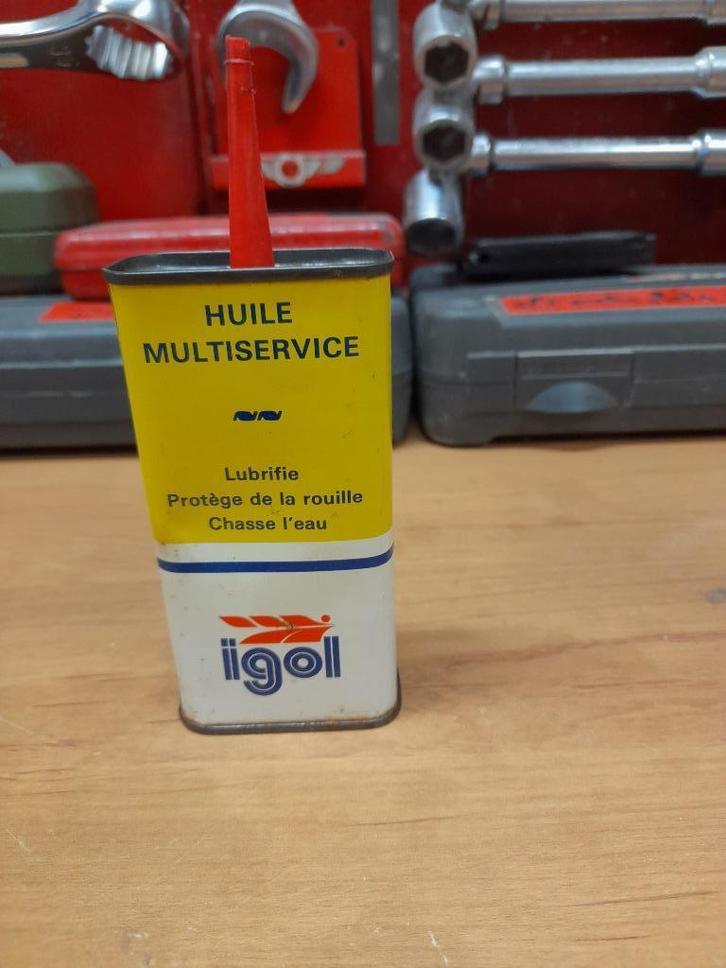 HUILE
MULTISERVICE
Lubrifie
Protège de la rouille
Chasse l'eau
igol